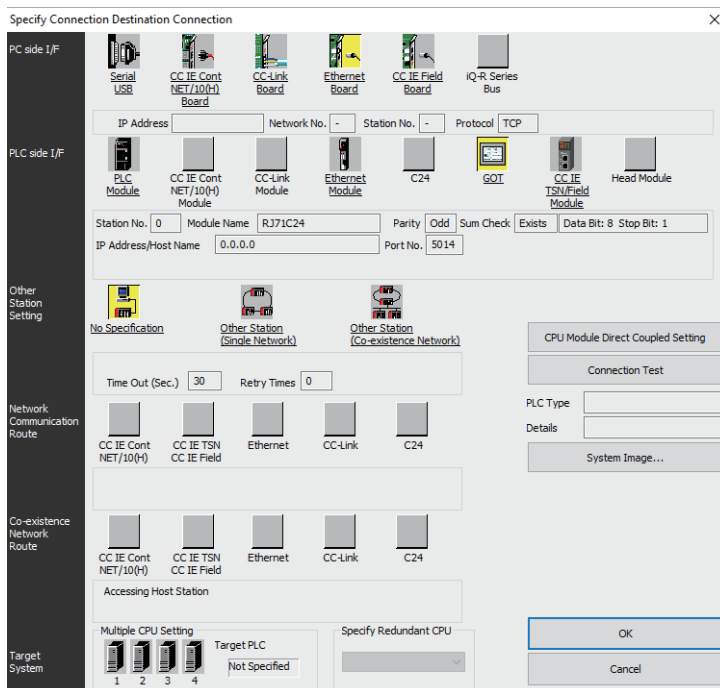 Specify Connection Destination Connection
PC side I/F
Serial
USB
CC IE Cont
NET/10(H)
Board
CC-Link
Board
Ethernet
Board
CC IE Field
Board
iQ-R Series
Bus
IP Address
Network No. -
Station No. -
Protocol TCP
PLC side I/F
PLC
Module
CC IE Cont
NET/10(H)
Module
CC-Link
Module
Ethernet
Module
C24
GOT
CC IE
TSN/Field
Module
Head Module
Station No. 0
Module Name RJ71C24
Parity Odd
Sum Check Exists
Data Bit: 8 Stop Bit: 1
IP Address/Host Name 0.0.0.0
Port No. 5014
Other
Station
Setting
No Specification
Other Station
(Single Network)
Other Station
(Co-existence Network)
Time Out (Sec.) 30
Retry Times 0
CPU Module Direct Coupled Setting
Connection Test
PLC Type
Details
System Image...
Network
Communication
Route
CC IE Cont
NET/10(H)
CC IE TSN
CC IE Field
Ethernet
CC-Link
C24
Co-existence
Network
Route
CC IE Cont
NET/10(H)
CC IE TSN
CC IE Field
Ethernet
CC-Link
C24
Accessing Host Station
Target
System
Multiple CPU Setting
1 2 3 4
Target PLC
Not Specified
Specify Redundant CPU
OK
Cancel